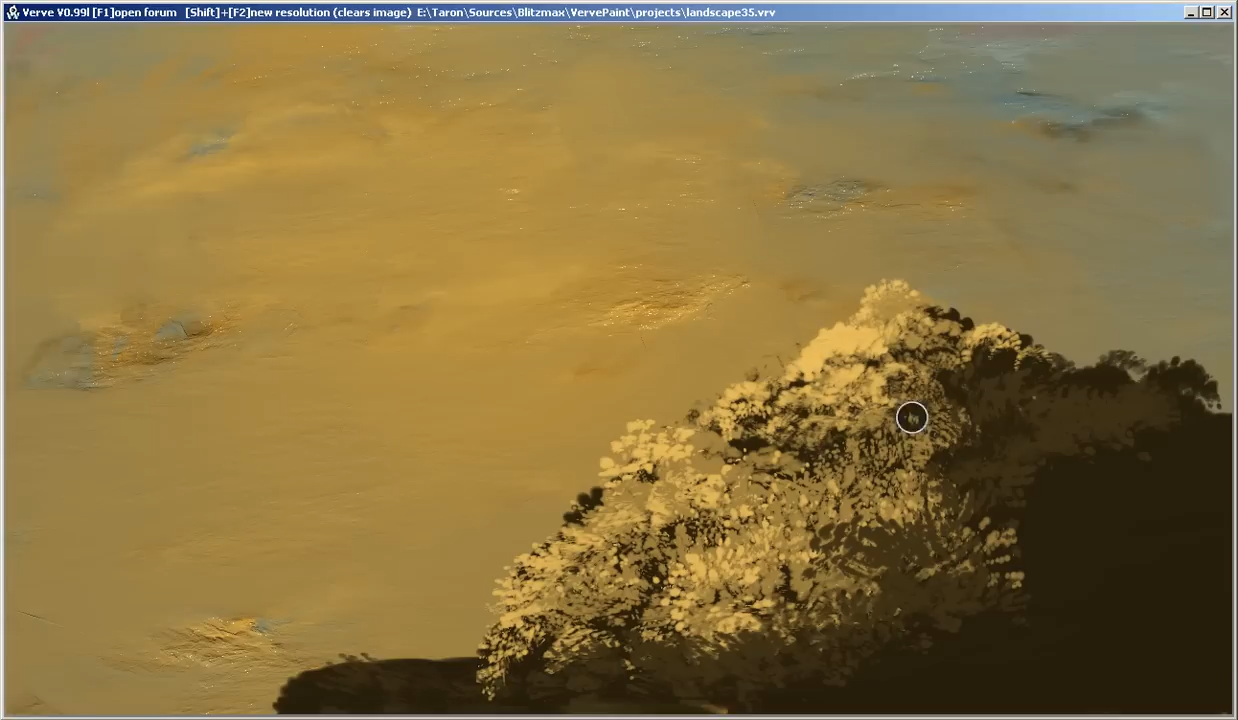 Verve V0.99l [F1]open forum [Shift]+[F2]new resolution (clears image) E:\Taron\Sources\Blitzmax\VervePaint\projects\landscape35.vrv